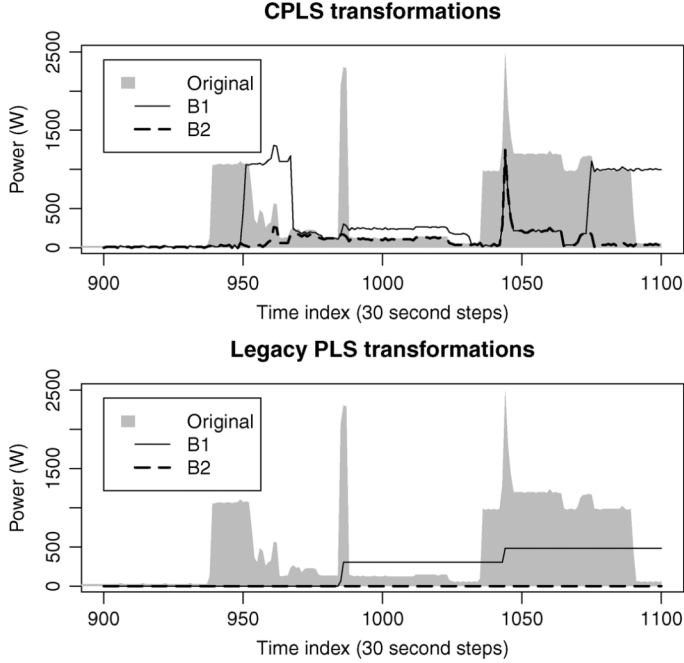 CPLS transformations
Power (W)
0
500
1500
2500
Original
B1
B2
900
950
1000
1050
1100
Time index (30 second steps)
Legacy PLS transformations
Power (W)
0
500
1500
2500
Original
B1
B2
900
950
1000
1050
1100
Time index (30 second steps)